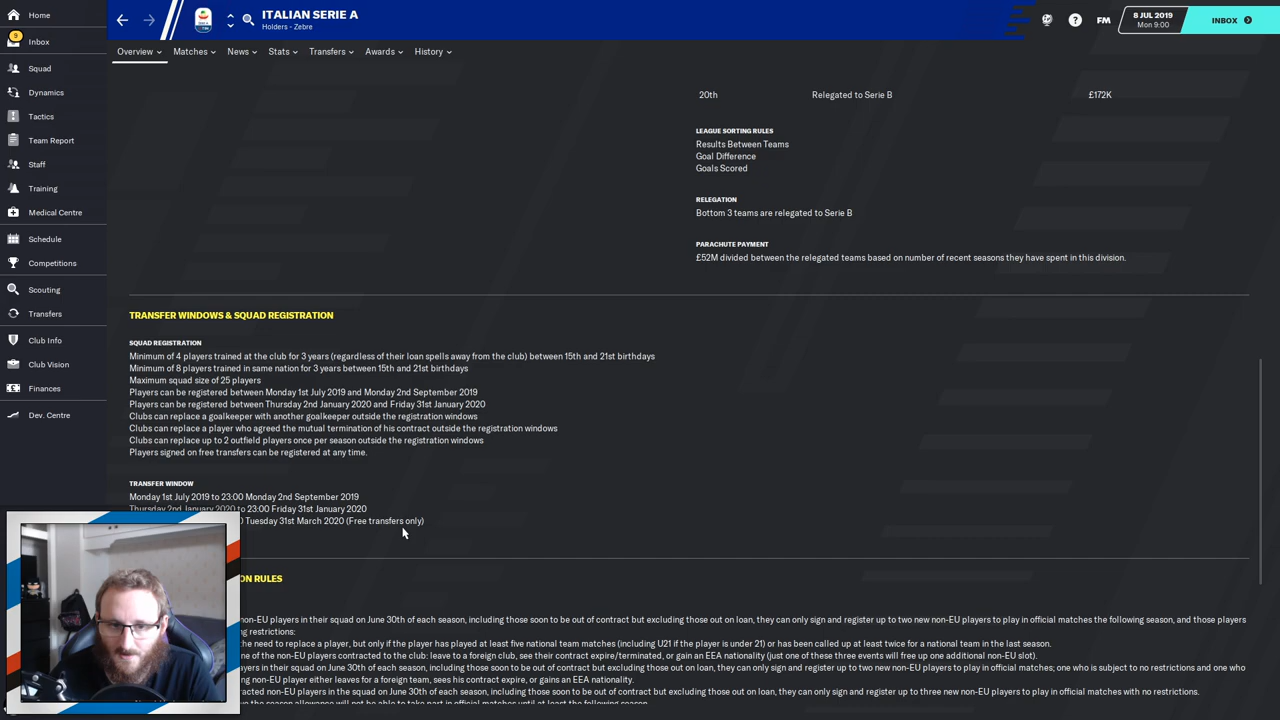 Home
3
Inbox
Squad
Dynamics
Tactics
Team Report
Staff
Training
Medical Centre
Schedule
Competitions
Scouting
Transfers
Club Info
Club Vision
Finances
Dev. Centre
ITALIAN SERIE A
Holders - Zebre
FM
8 JUL 2019
Mon 9:00
INBOX
Overview
Matches
News
Stats
Transfers
Awards
History
20th Relegated to Serie B £172K
LEAGUE SORTING RULES
Results Between Teams
Goal Difference
Goals Scored
RELEGATION
Bottom 3 teams are relegated to Serie B
PARACHUTE PAYMENT
£52M divided between the relegated teams based on number of recent seasons they have spent in this division.
TRANSFER WINDOWS & SQUAD REGISTRATION
SQUAD REGISTRATION
Minimum of 4 players trained at the club for 3 years (regardless of their loan spells away from the club) between 15th and 21st birthdays
Minimum of 8 players trained in same nation for 3 years between 15th and 21st birthdays
Maximum squad size of 25 players
Players can be registered between Monday 1st July 2019 and Monday 2nd September 2019
Players can be registered between Thursday 2nd January 2020 and Friday 31st January 2020
Clubs can replace a goalkeeper with another goalkeeper outside the registration windows
Clubs can replace a player who agreed the mutual termination of his contract outside the registration windows
Clubs can replace up to 2 outfield players once per season outside the registration windows
Players signed on free transfers can be registered at any time.
TRANSFER WINDOW
Monday 1st July 2019 to 23:00 Monday 2nd September 2019
Thursday 2nd January 2020 to 23:00 Friday 31st January 2020
Tuesday 31st March 2020 (Free transfers only)
ON RULES
non-EU players in their squad on June 30th of each season, including those soon to be out of contract but excluding those out on loan, they can only sign and register up to two new non-EU players to play in official matches the following season, and those players
ng restrictions:
the need to replace a player, but only if the player has played at least five national team matches (including U21 if the player is under 21) or has been called up at least twice for a national team in the last season.
one of the non-EU players contracted to the club leave to a foreign club, see their contract expire/terminated, or gain an EEA nationality (just one of these three events will free up one additional non-EU slot).
ayers in their squad on June 30th of each season, including those soon to be out of contract but excluding those out on loan, they can only sign and register up to two new non-EU players to play in official matches; one who is subject to no restrictions and one who
ng non-EU player either leaves for a foreign team, sees his contract expire, or gains an EEA nationality.
racted non-EU players in the squad on June 30th of each season, including those soon to be out of contract but excluding those out on loan, they can only sign and register up to three new non-EU players to play in official matches with no restrictions.
the season allowance will not be able to take part in official matches until at least the following season